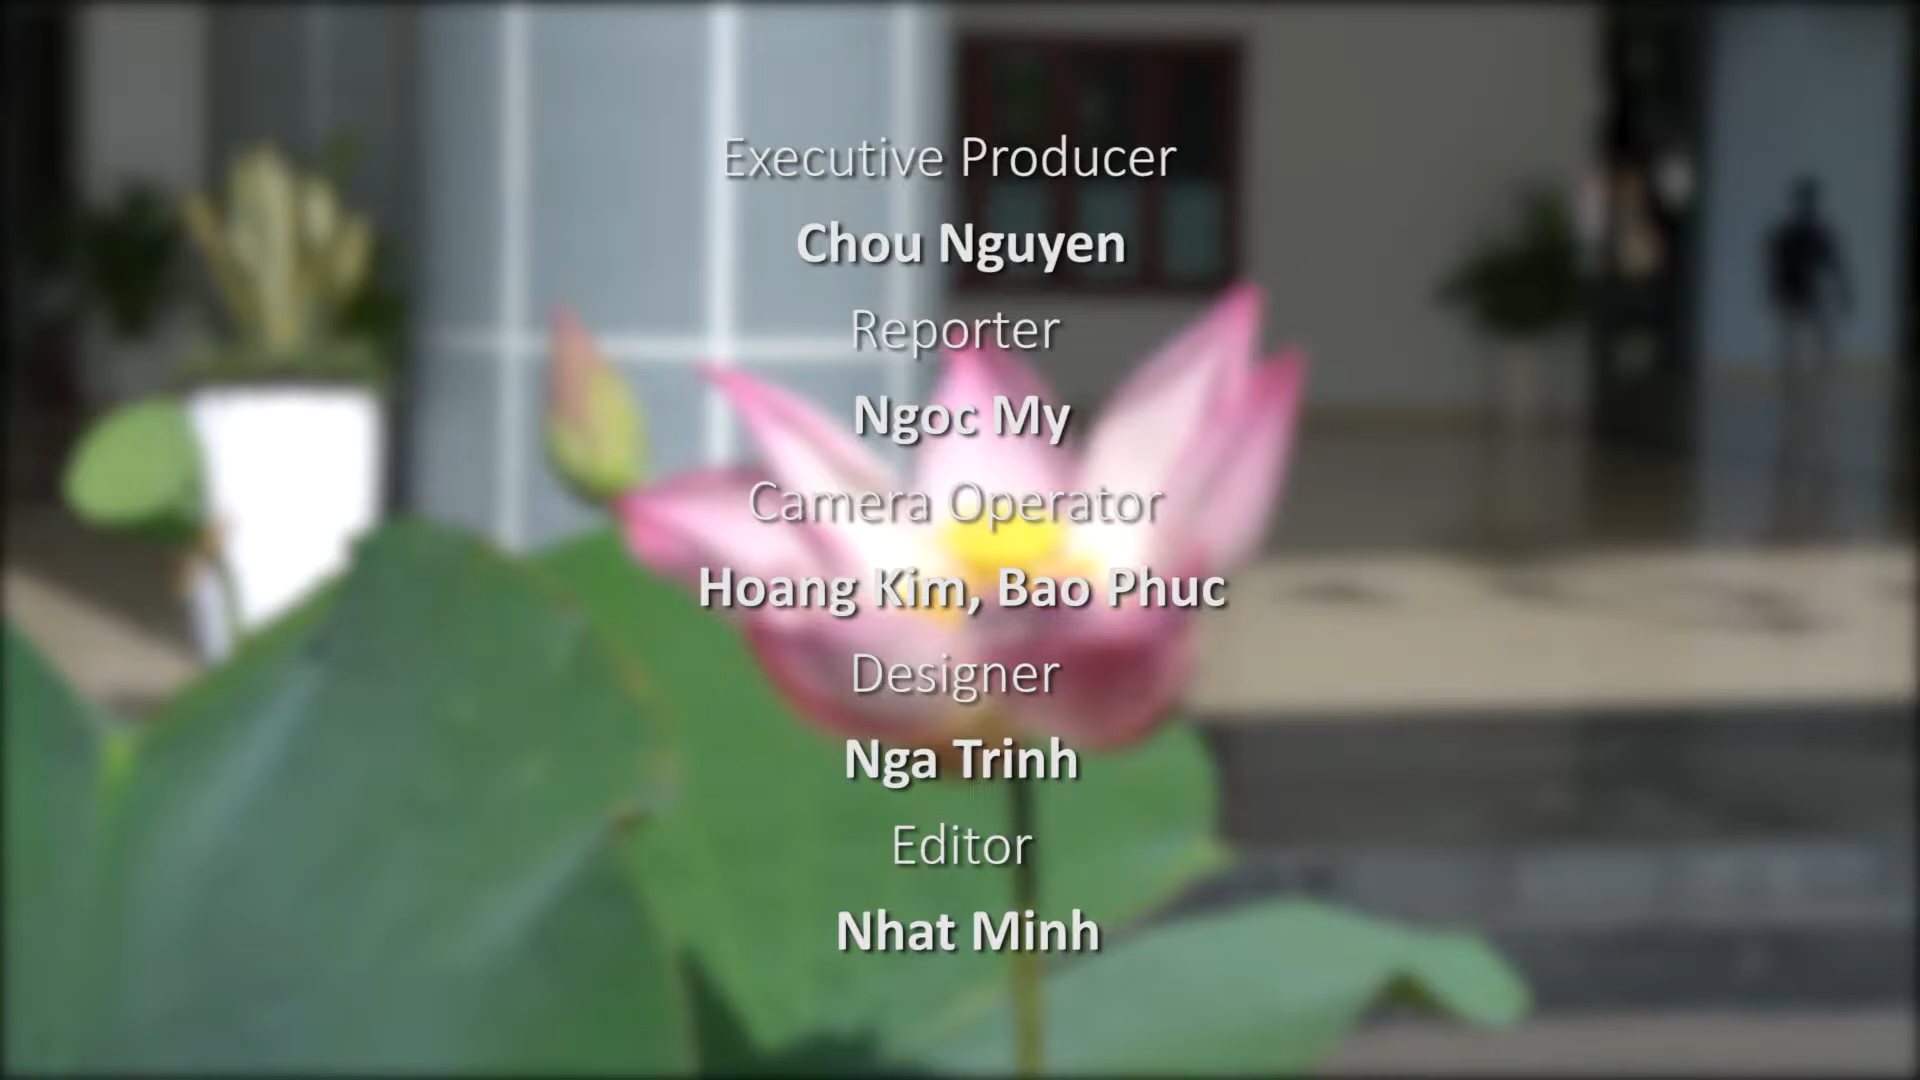 Executive Producer
Chou Nguyen
Reporter
Ngoc My
Camera Operator
Hoang Kim, Bao Phuc
Designer
Nga Trinh
Editor
Nhat Minh